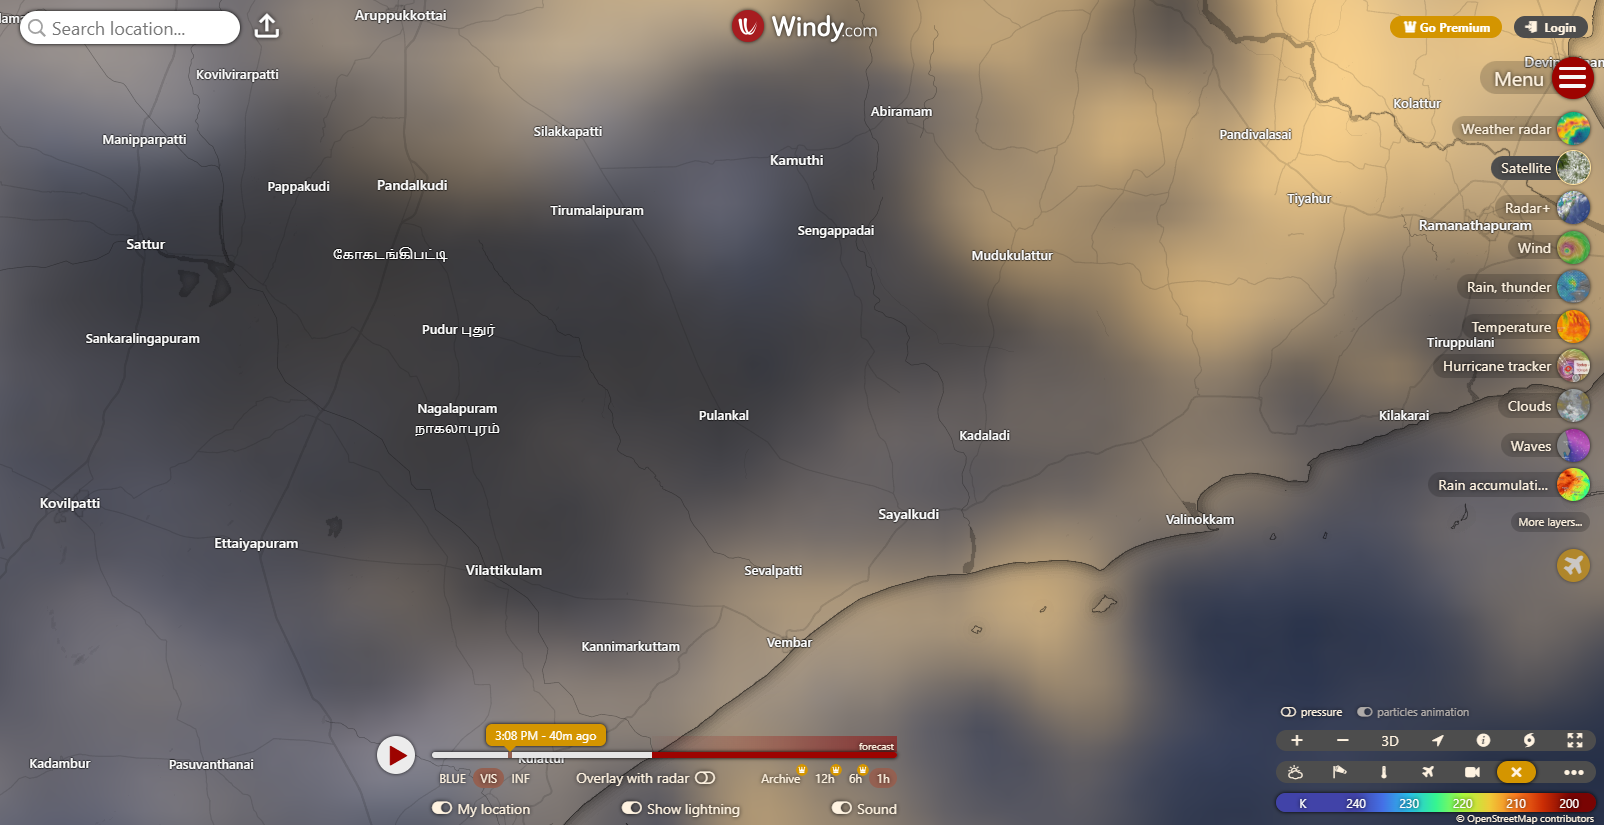 Search location...
Windy.com
Go Premium
Login
Aruppukkottai
Kovilvirarpatti
Menu
Kolattur
Abiramam
Manipparpatti
Silakkapatti
Pandivalasai
Weather radar
Kamuthi
Satellite
Pappakudi
Pandalkudi
Tirumalaipuram
Tiyahur
Radar+
Ramanathapuram
Sengappadai
Sattur
Wind
கோகடங்கிபட்டி
Mudukulattur
Rain, thunder
Pudur புதுர்
Temperature
Sankaralingapuram
Tiruppulani
Hurricane tracker
Nagalapuram
நாகலாபுரம்
Pulankal
Clouds
Kilakarai
Kadaladi
Waves
Rain accumulati...
Kovilpatti
Sayalkudi
Valinokkam
More layers...
Ettaiyapuram
Vilattikulam
Sevalpatti
Kannimarkuttam
Vembar
pressure
particles animation
3:08 PM - 40m ago
forecast
3D
Kadambur
Pasuvanthanai
Kulattur
BLUE VIS INF
Overlay with radar
Archive 12h 6h 1h
My location
Show lightning
Sound
K 240 230 220 210 200
© OpenStreetMap contributors